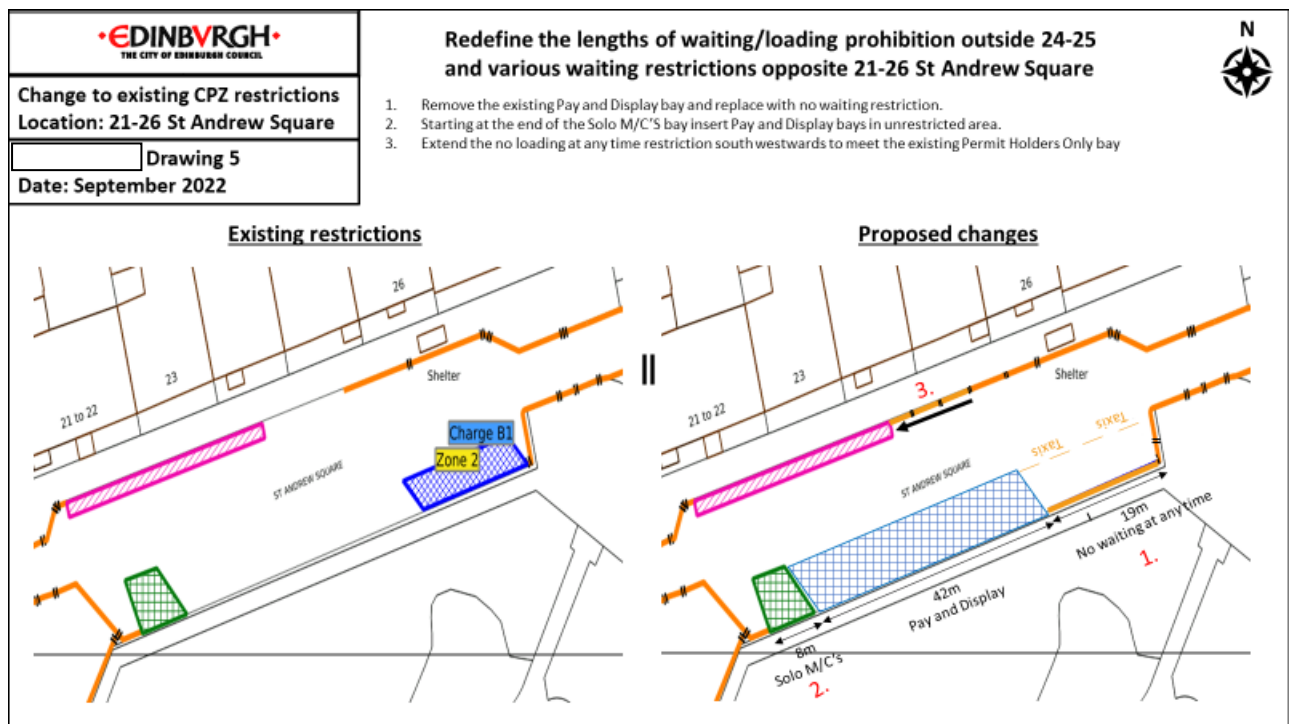 EDINBVRGH
THE CITY OF EDINBURGH COUNCIL
Change to existing CPZ restrictions
Location: 21-26 St Andrew Square
Drawing 5
Date: September 2022
Redefine the lengths of waiting/loading prohibition outside 24-25
and various waiting restrictions opposite 21-26 St Andrew Square
N
1. Remove the existing Pay and Display bay and replace with no waiting restriction.
2. Starting at the end of the Solo M/C'S bay insert Pay and Display bays in unrestricted area.
3. Extend the no loading at any time restriction south westwards to meet the existing Permit Holders Only bay
Existing restrictions
26
23
21 to 22
Shelter
Charge B1
Zone 2
ST ANDREW SQUARE
Proposed changes
26
23
21 to 22
3.
Shelter
Taxis
Taxis
ST ANDREW SQUARE
19m
No waiting at any time
1.
42m
Pay and Display
8m
Solo M/C's
2.